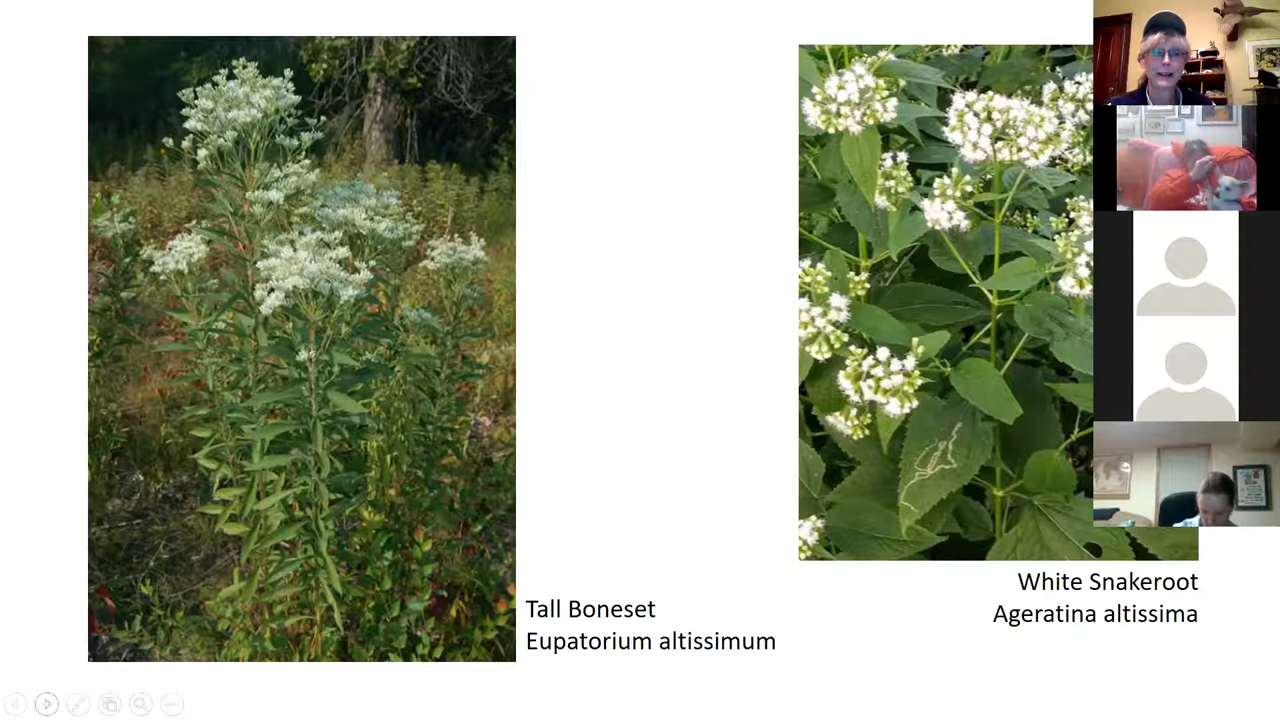 Tall Boneset
Eupatorium altissimum
White Snakeroot
Ageratina altissima